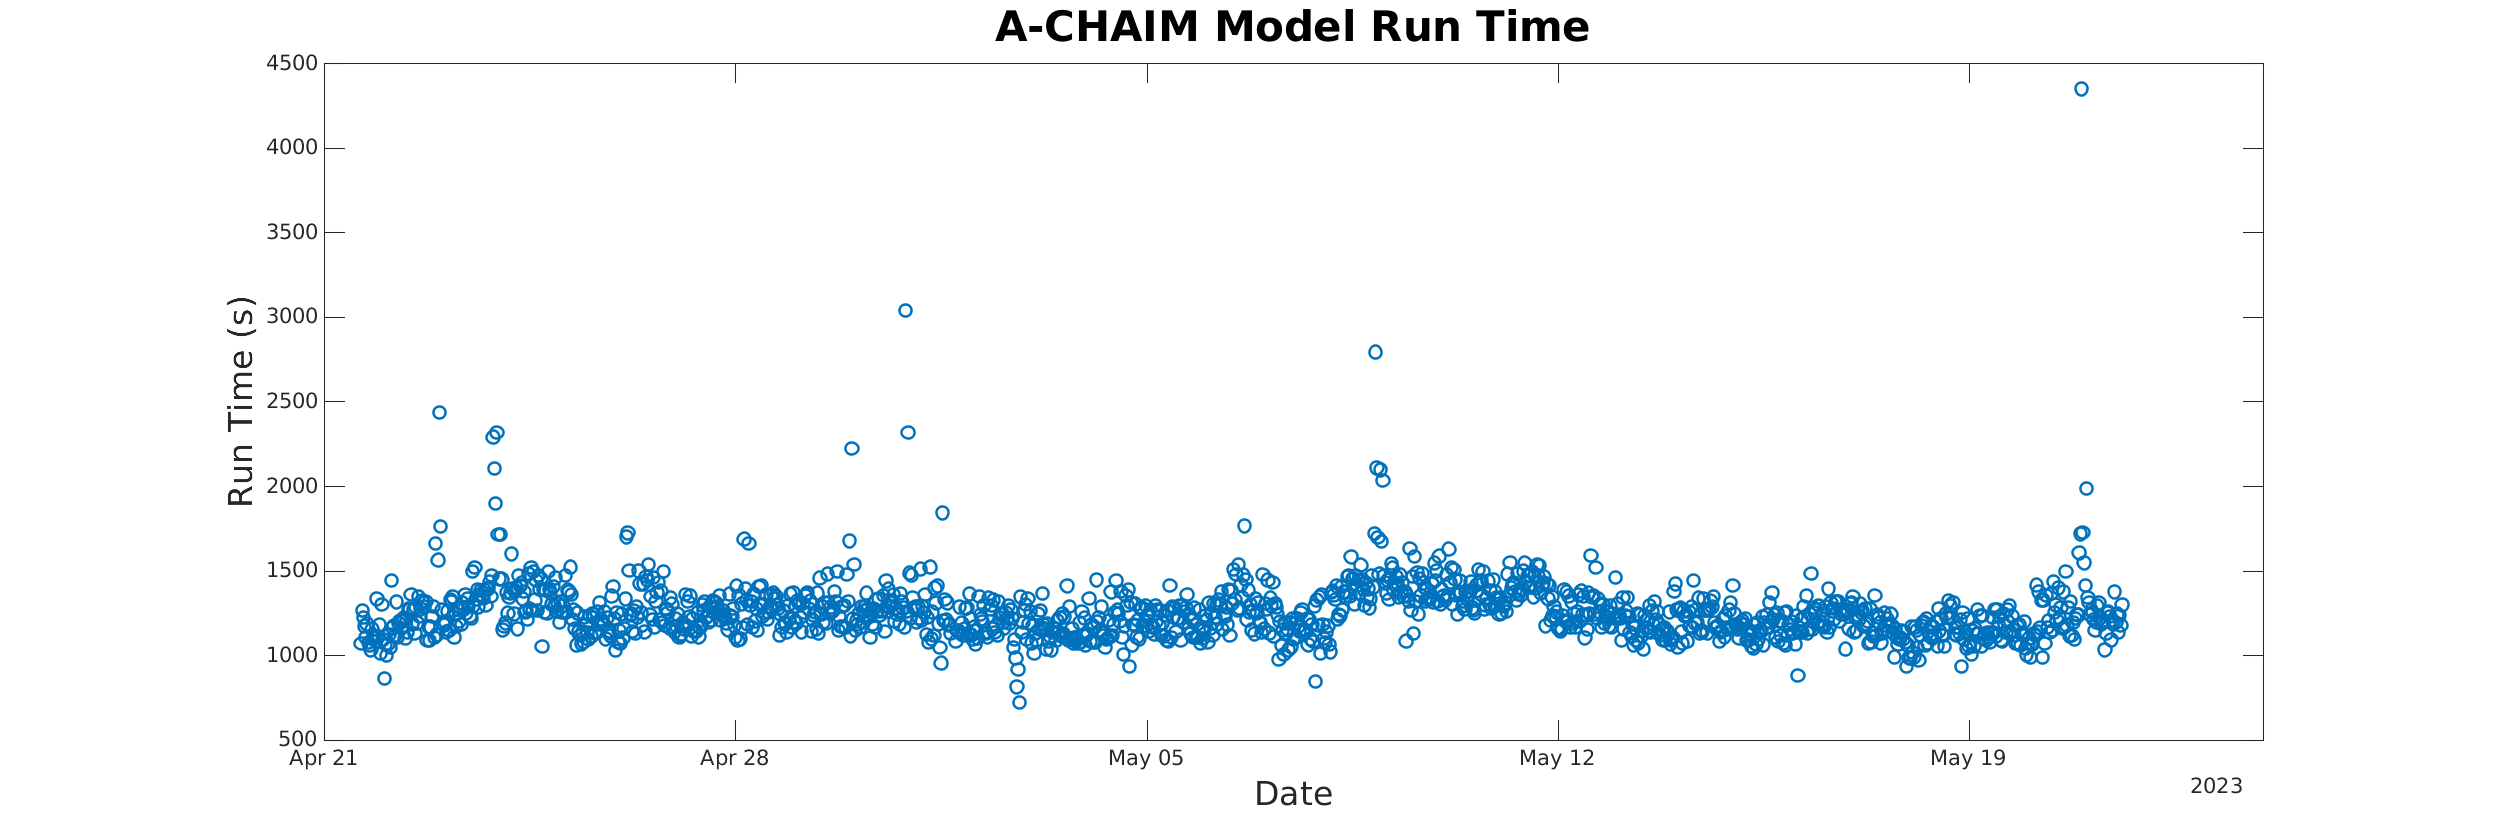 A-CHAIM Model Run Time
4500
4000
3500
3000
2500
2000
1500
1000
500
Run Time (s)
Apr 21 Apr 28 May 05 May 12 May 19
2023
Date